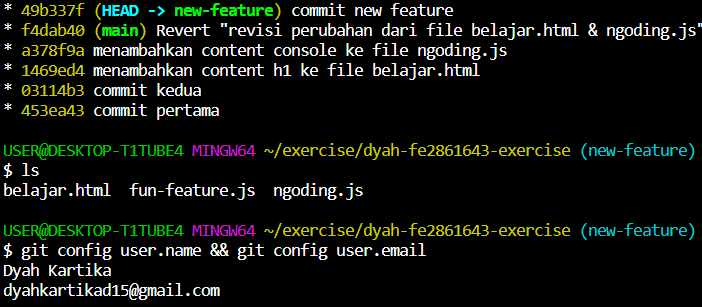 * 49b337f (HEAD -> new-feature) commit new feature
* f4dab40 (main) Revert "revisi perubahan dari file belajar.html & ngoding.js"
* a378f9a menambahkan content console ke file ngoding.js
* 1469ed4 menambahkan content h1 ke file belajar.html
* 03114b3 commit kedua
* 453ea43 commit pertama
USER@DESKTOP-T1TUBE4 MINGW64 ~/exercise/dyah-fe2861643-exercise (new-feature)
$ ls
belajar.html  fun-feature.js  ngoding.js
USER@DESKTOP-T1TUBE4 MINGW64 ~/exercise/dyah-fe2861643-exercise (new-feature)
$ git config user.name && git config user.email
Dyah Kartika
dyahkartikad15@gmail.com